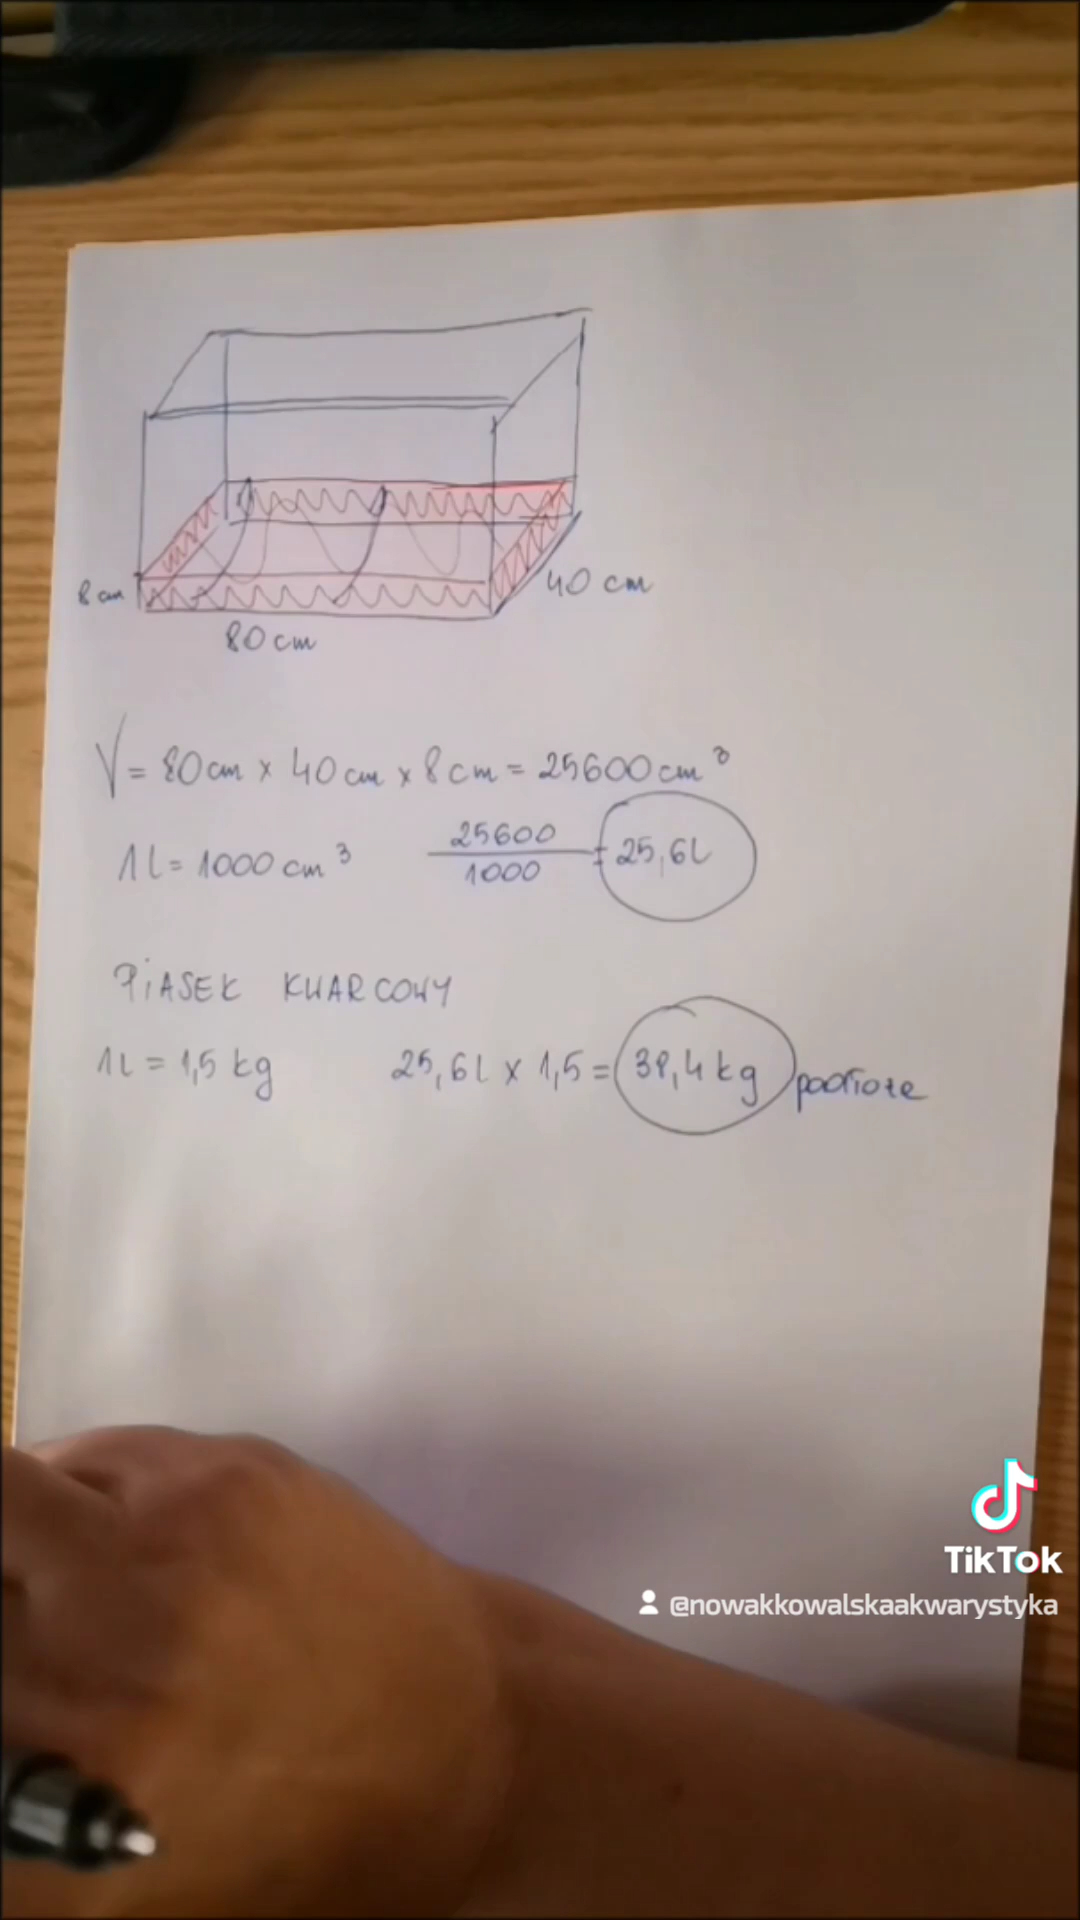 8 cm
40 cm
80 cm
V = 80 cm x 40 cm x 8 cm = 25600 cm³
1 L = 1000 cm³
25600
1000
= 25,6 L
PIASEK KWARCOWY
1 L = 1,5 kg
25,6 L x 1,5 = 38,4 kg podłoże
TikTok
@nowakkowalskaakwarystyka